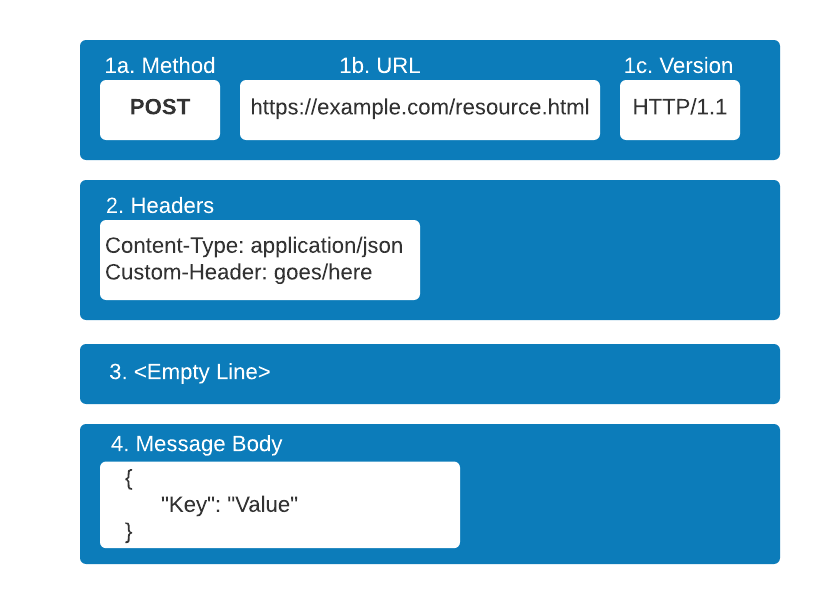 1a. Method 1b. URL 1c. Version
POST https://example.com/resource.html HTTP/1.1
2. Headers
Content-Type: application/json
Custom-Header: goes/here
3. <Empty Line>
4. Message Body
{
"Key": "Value"
}